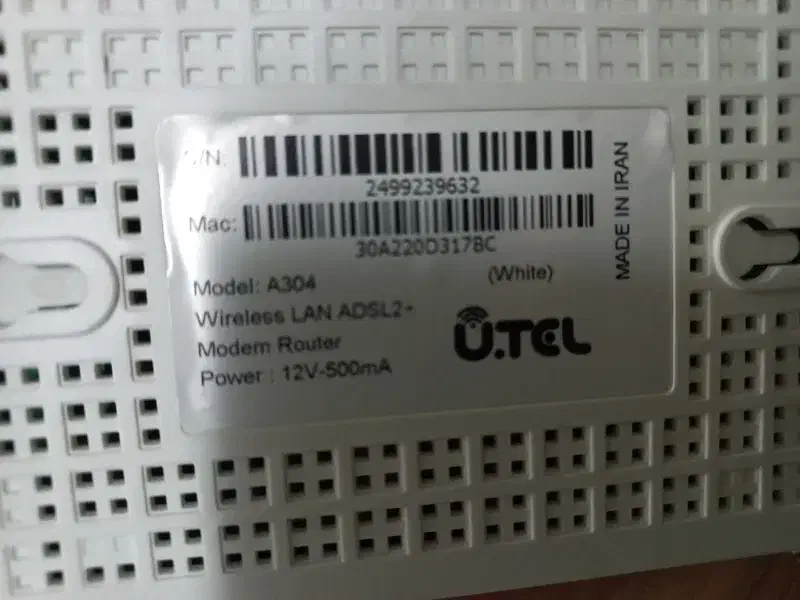 S/N:
2499239632
Mac:
30A220D317BC
Model: A304 (White)
Wireless LAN ADSL2+
Modem Router
Power : 12V-500mA
U.TEL
MADE IN IRAN